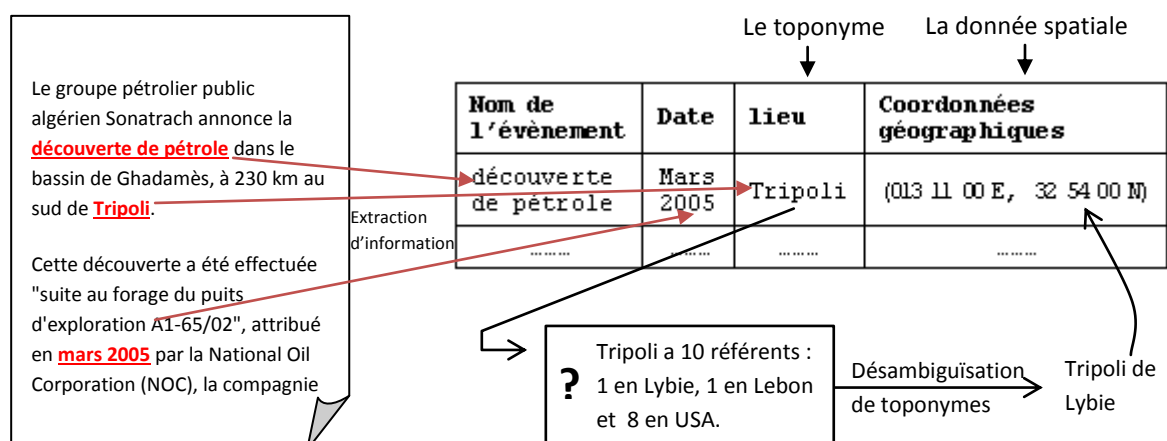 Le toponyme
La donnée spatiale
Le groupe pétrolier public
algérien Sonatrach annonce la
découverte de pétrole dans le
bassin de Ghadamès, à 230 km au
sud de Tripoli.
Cette découverte a été effectuée
"suite au forage du puits
d'exploration A1-65/02", attribué
en mars 2005 par la National Oil
Corporation (NOC), la compagnie
Extraction
d'information
Nom de
l'évènement
Date
lieu
Coordonnées
géographiques
découverte
de pétrole
Mars
2005
Tripoli
(013 11 00 E, 32 54 00 N)
………
………
………
………
?
Tripoli a 10 référents :
1 en Lybie, 1 en Lebon
et 8 en USA.
Désambiguïsation
de toponymes
Tripoli de
Lybie